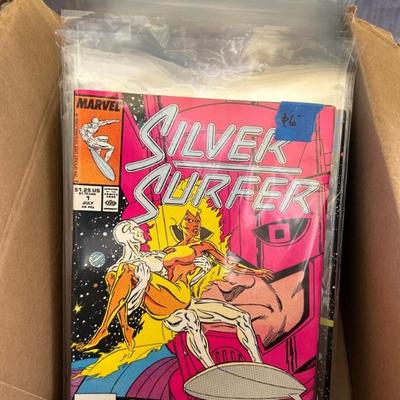 $6
MARVEL
SILVER
SURFER
$1.25 US
1
JULY